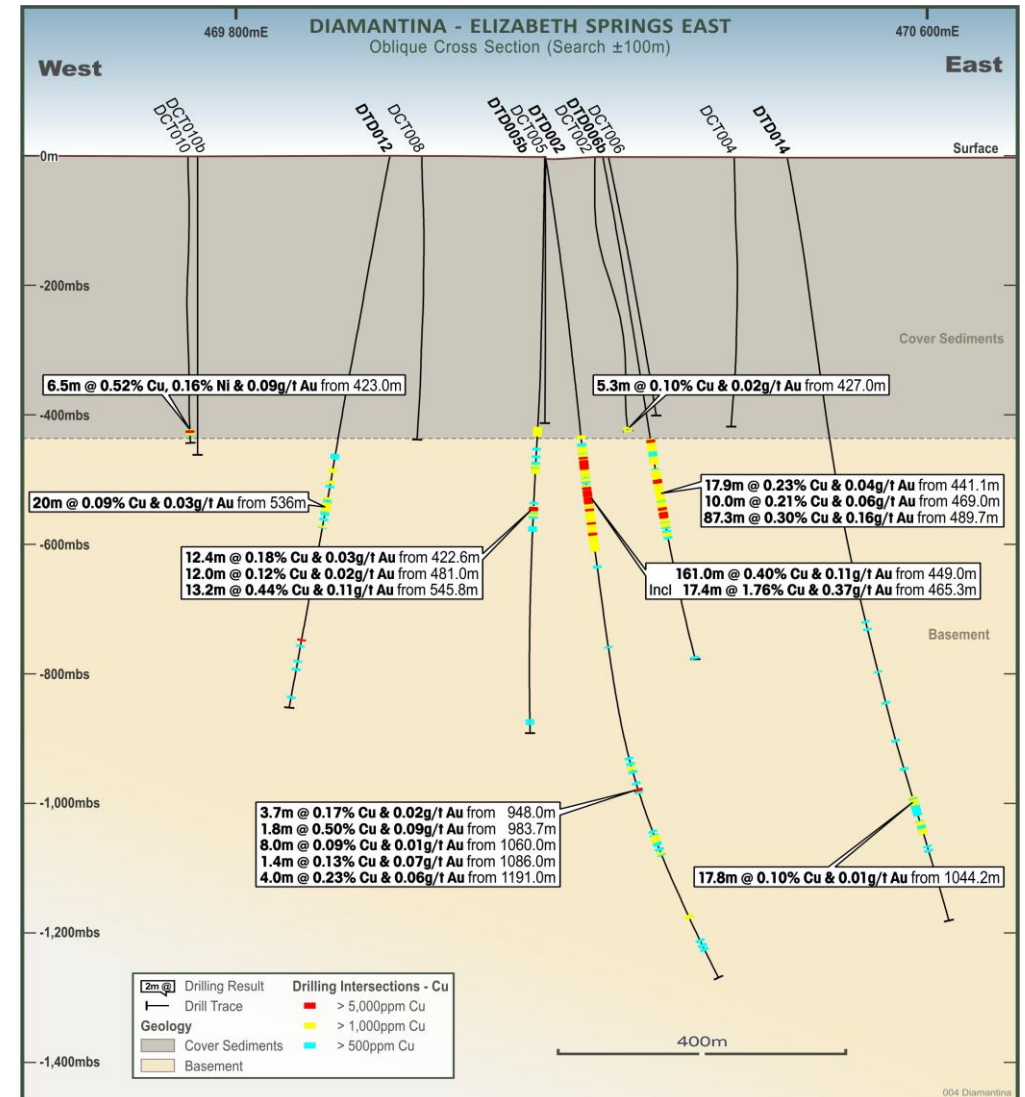 DIAMANTINA - ELIZABETH SPRINGS EAST
Oblique Cross Section (Search ±100m)
469 800mE
470 600mE
West
East
DCT010
DCT010b
DTD012
DCT008
DTD005b
DCT005
DTD002
DCT002
DTD006b
DCT006
DCT004
DTD014
0m
Surface
-200mbs
Cover Sediments
6.5m @ 0.52% Cu, 0.16% Ni & 0.09g/t Au from 423.0m
5.3m @ 0.10% Cu & 0.02g/t Au from 427.0m
-400mbs
20m @ 0.09% Cu & 0.03g/t Au from 536m
17.9m @ 0.23% Cu & 0.04g/t Au from 441.1m
10.0m @ 0.21% Cu & 0.06g/t Au from 469.0m
87.3m @ 0.30% Cu & 0.16g/t Au from 489.7m
-600mbs
12.4m @ 0.18% Cu & 0.03g/t Au from 422.6m
12.0m @ 0.12% Cu & 0.02g/t Au from 481.0m
13.2m @ 0.44% Cu & 0.11g/t Au from 545.8m
161.0m @ 0.40% Cu & 0.11g/t Au from 449.0m
Incl 17.4m @ 1.76% Cu & 0.37g/t Au from 465.3m
Basement
-800mbs
-1,000mbs
3.7m @ 0.17% Cu & 0.02g/t Au from 948.0m
1.8m @ 0.50% Cu & 0.09g/t Au from 983.7m
8.0m @ 0.09% Cu & 0.01g/t Au from 1060.0m
1.4m @ 0.13% Cu & 0.07g/t Au from 1086.0m
4.0m @ 0.23% Cu & 0.06g/t Au from 1191.0m
17.8m @ 0.10% Cu & 0.01g/t Au from 1044.2m
-1,200mbs
2m @ Drilling Result
Drill Trace
Geology
Cover Sediments
Basement
Drilling Intersections - Cu
> 5,000ppm Cu
> 1,000ppm Cu
> 500ppm Cu
400m
-1,400mbs
004 Diamantina